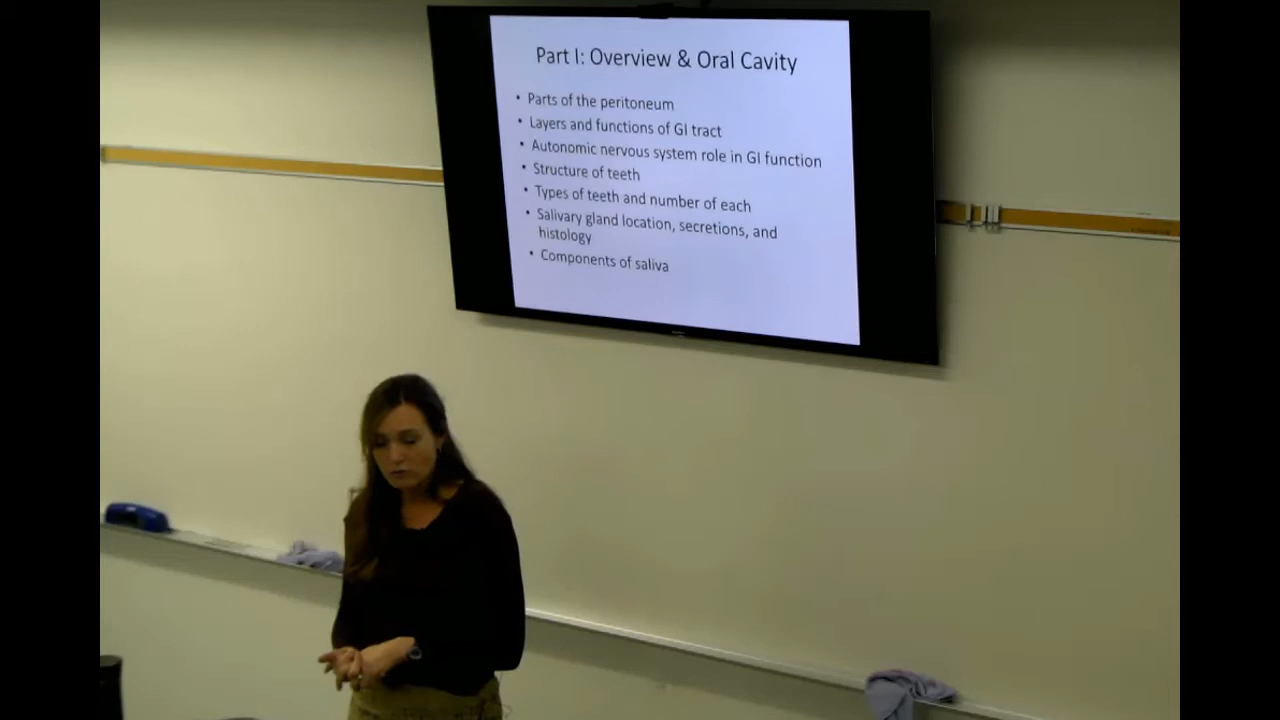 Part I: Overview & Oral Cavity
• Parts of the peritoneum
• Layers and functions of GI tract
• Autonomic nervous system role in GI function
• Structure of teeth
• Types of teeth and number of each
• Salivary gland location, secretions, and
histology
• Components of saliva